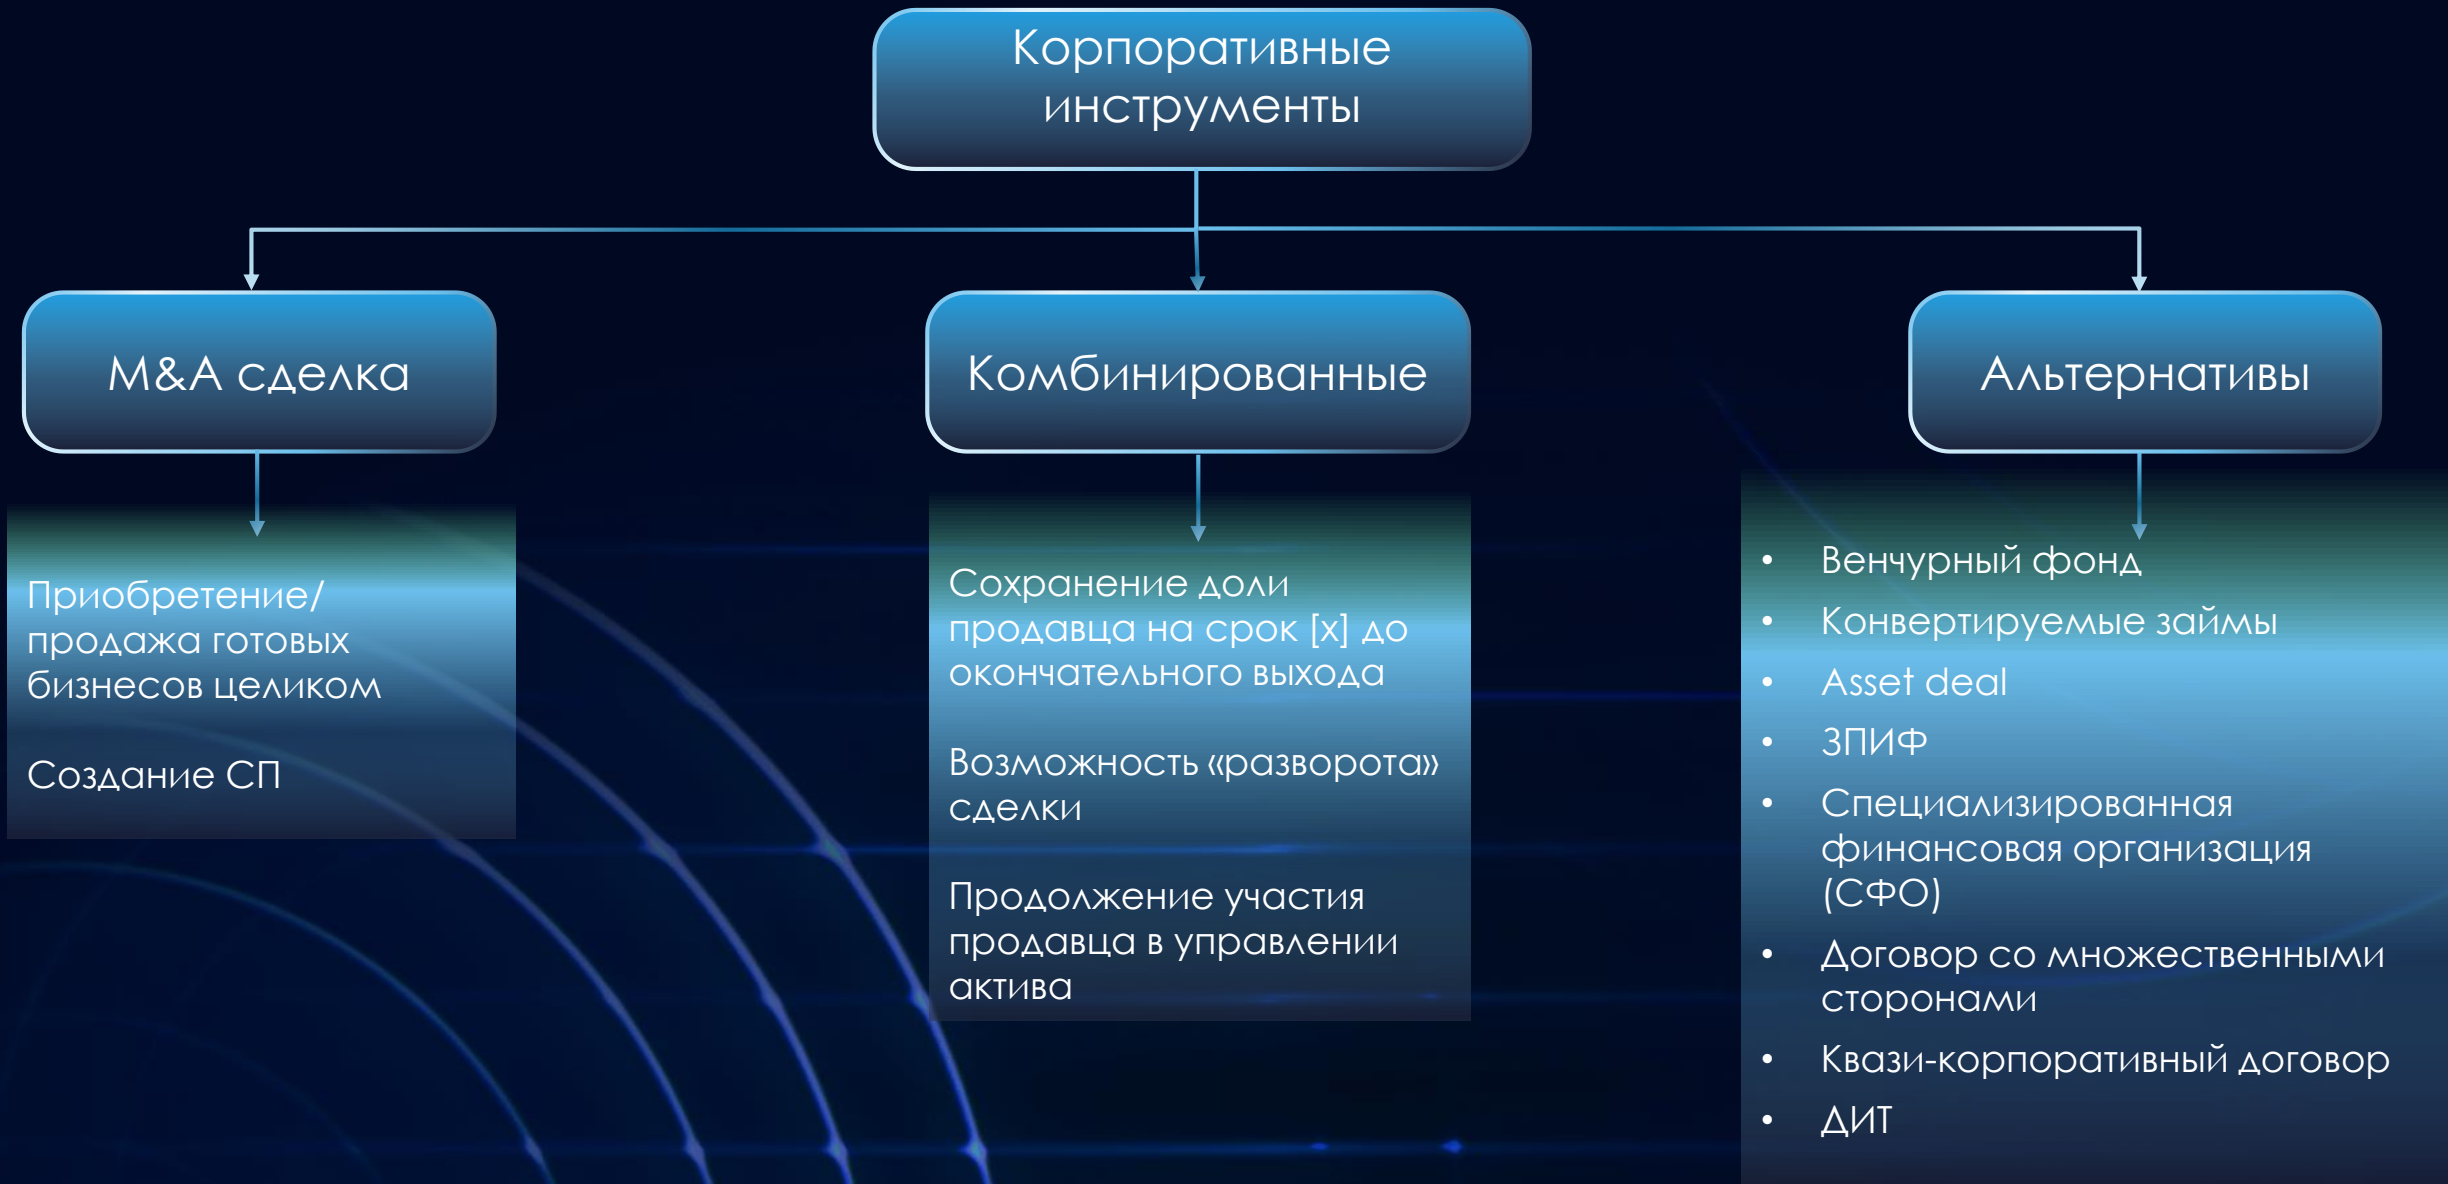 Корпоративные
инструменты
М&А сделка
Комбинированные
Альтернативы
Приобретение/
продажа готовых
бизнесов целиком
Создание СП
Сохранение доли
продавца на срок [х] до
окончательного выхода
Возможность «разворота»
сделки
Продолжение участия
продавца в управлении
актива
• Венчурный фонд
• Конвертируемые займы
• Asset deal
• ЗПИФ
• Специализированная
финансовая организация
(СФО)
• Договор со множественными
сторонами
• Квази-корпоративный договор
• ДИТ